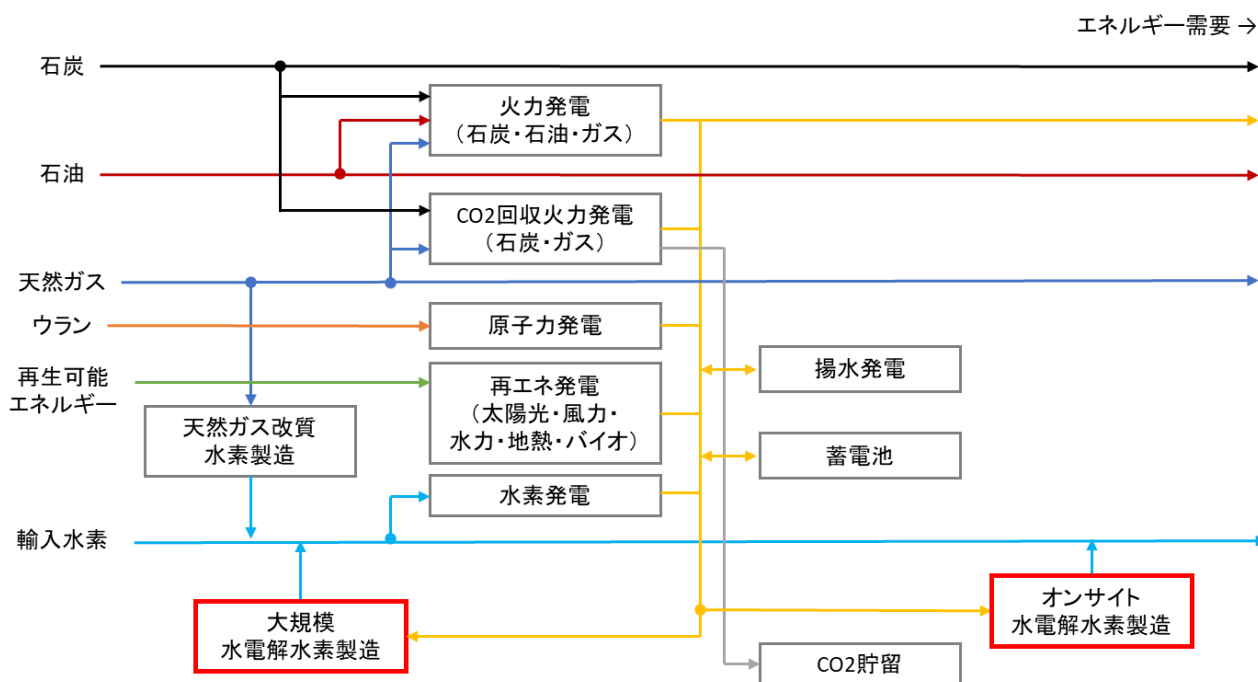 エネルギー需要 →
石炭
火力発電
（石炭・石油・ガス）
石油
CO2回収火力発電
（石炭・ガス）
天然ガス
ウラン
原子力発電
再生可能
エネルギー
再エネ発電
（太陽光・風力・
水力・地熱・バイオ）
揚水発電
天然ガス改質
水素製造
蓄電池
水素発電
輸入水素
大規模
水電解水素製造
オンサイト
水電解水素製造
CO2貯留